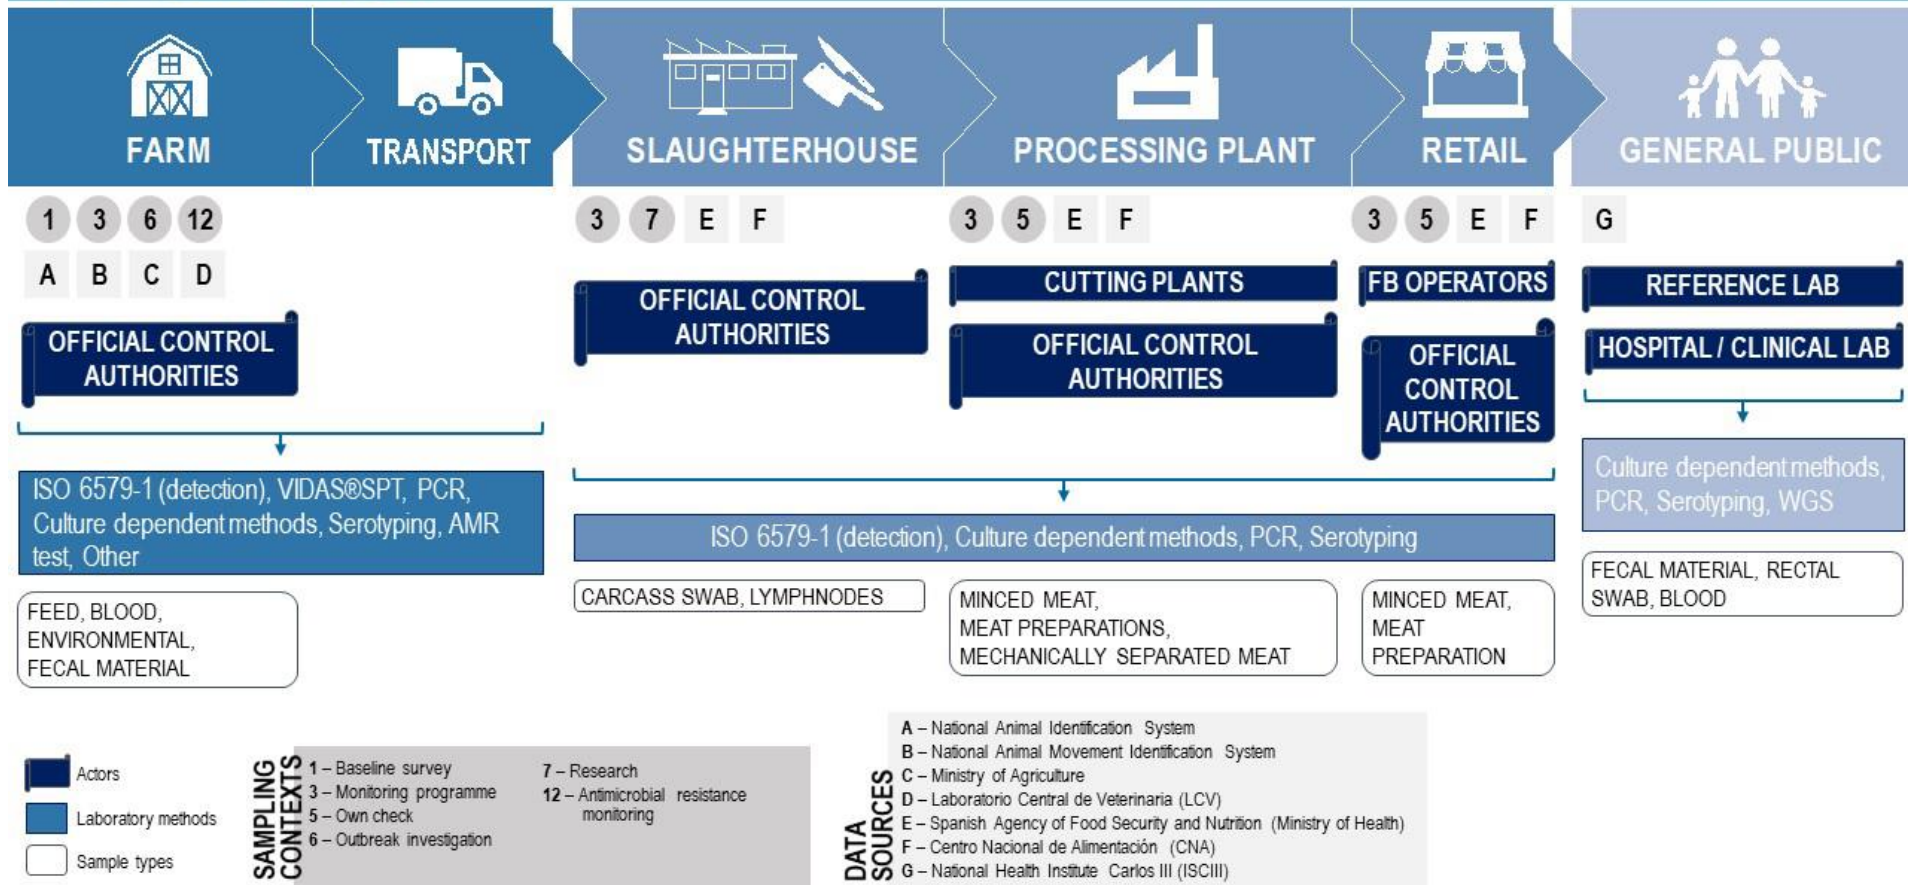 FARM
TRANSPORT
SLAUGHTERHOUSE
PROCESSING PLANT
RETAIL
GENERAL PUBLIC
1 3 6 12
A B C D
OFFICIAL CONTROL
AUTHORITIES
3 7 E F
OFFICIAL CONTROL
AUTHORITIES
3 5 E F
CUTTING PLANTS
OFFICIAL CONTROL
AUTHORITIES
3 5 E F
FB OPERATORS
OFFICIAL
CONTROL
AUTHORITIES
G
REFERENCE LAB
HOSPITAL / CLINICAL LAB
ISO 6579-1 (detection), VIDAS®SPT, PCR,
Culture dependent methods, Serotyping, AMR
test, Other
ISO 6579-1 (detection), Culture dependent methods, PCR, Serotyping
Culture dependent methods,
PCR, Serotyping, WGS
FEED, BLOOD,
ENVIRONMENTAL,
FECAL MATERIAL
CARCASS SWAB, LYMPHNODES
MINCED MEAT,
MEAT PREPARATIONS,
MECHANICALLY SEPARATED MEAT
MINCED MEAT,
MEAT
PREPARATION
FECAL MATERIAL, RECTAL
SWAB, BLOOD
Actors
Laboratory methods
Sample types
SAMPLING
CONTEXTS
1 – Baseline survey
3 – Monitoring programme
5 – Own check
6 – Outbreak investigation
7 – Research
12 – Antimicrobial resistance
monitoring
DATA
SOURCES
A – National Animal Identification System
B – National Animal Movement Identification System
C – Ministry of Agriculture
D – Laboratorio Central de Veterinaria (LCV)
E – Spanish Agency of Food Security and Nutrition (Ministry of Health)
F – Centro Nacional de Alimentación (CNA)
G – National Health Institute Carlos III (ISCIII)